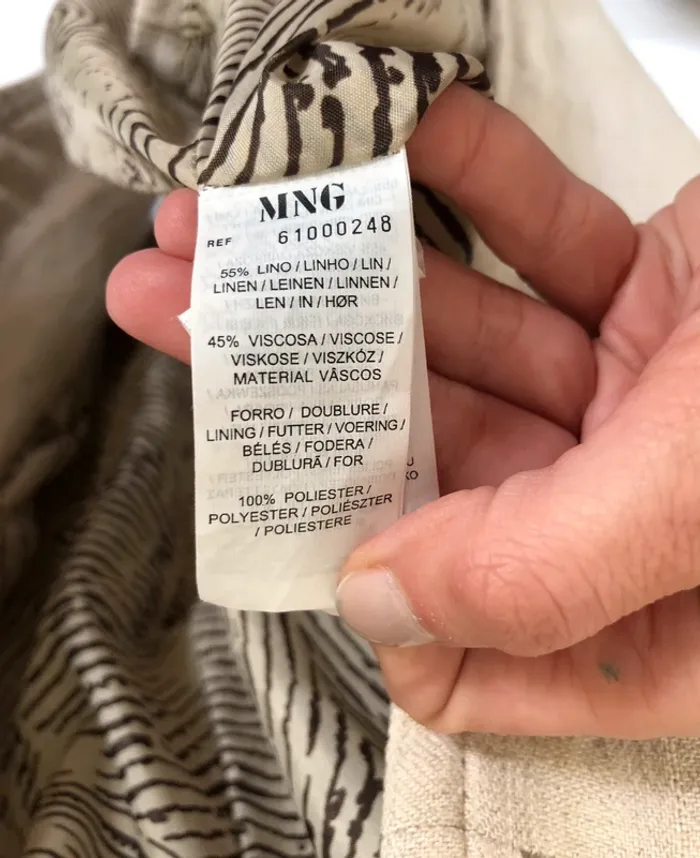 MNG
REF 61000248
55% LINO / LINHO / LIN /
LINEN / LEINEN / LINNEN /
LEN / IN / HØR
45% VISCOSA / VISCOSE /
VISKOSE / VISZKÓZ /
MATERIAL VÂSCOS
FORRO / DOUBLURE /
LINING / FUTTER / VOERING /
BÉLÉS / FODERA /
DUBLURĂ / FOR
100% POLIESTER /
POLYESTER / POLIÉSZTER
/ POLIESTERE